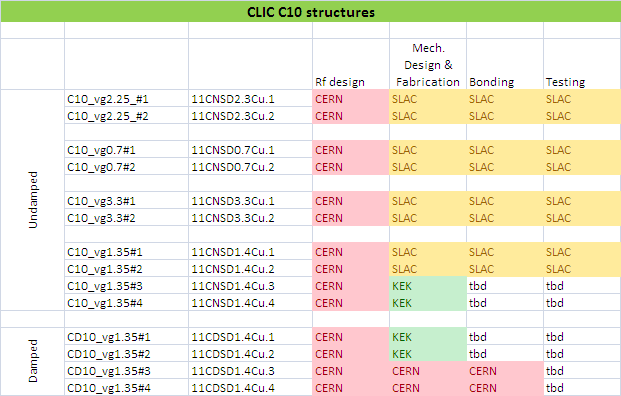 CLIC C10 structures
Mech.
Design &
Rf design Fabrication Bonding Testing
Undamped
C10_vg2.25_#1 11CNSD2.3Cu.1 CERN SLAC SLAC SLAC
C10_vg2.25_#2 11CNSD2.3Cu.2 CERN SLAC SLAC SLAC
C10_vg0.7#1 11CNSD0.7Cu.1 CERN SLAC SLAC SLAC
C10_vg0.7#2 11CNSD0.7Cu.2 CERN SLAC SLAC SLAC
C10_vg3.3#1 11CNSD3.3Cu.1 CERN SLAC SLAC SLAC
C10_vg3.3#2 11CNSD3.3Cu.2 CERN SLAC SLAC SLAC
C10_vg1.35#1 11CNSD1.4Cu.1 CERN SLAC SLAC SLAC
C10_vg1.35#2 11CNSD1.4Cu.2 CERN SLAC SLAC SLAC
C10_vg1.35#3 11CNSD1.4Cu.3 CERN KEK tbd tbd
C10_vg1.35#4 11CNSD1.4Cu.4 CERN KEK tbd tbd
Damped
CD10_vg1.35#1 11CDSD1.4Cu.1 CERN KEK tbd tbd
CD10_vg1.35#2 11CDSD1.4Cu.2 CERN KEK tbd tbd
CD10_vg1.35#3 11CDSD1.4Cu.3 CERN CERN CERN tbd
CD10_vg1.35#4 11CDSD1.4Cu.4 CERN CERN CERN tbd